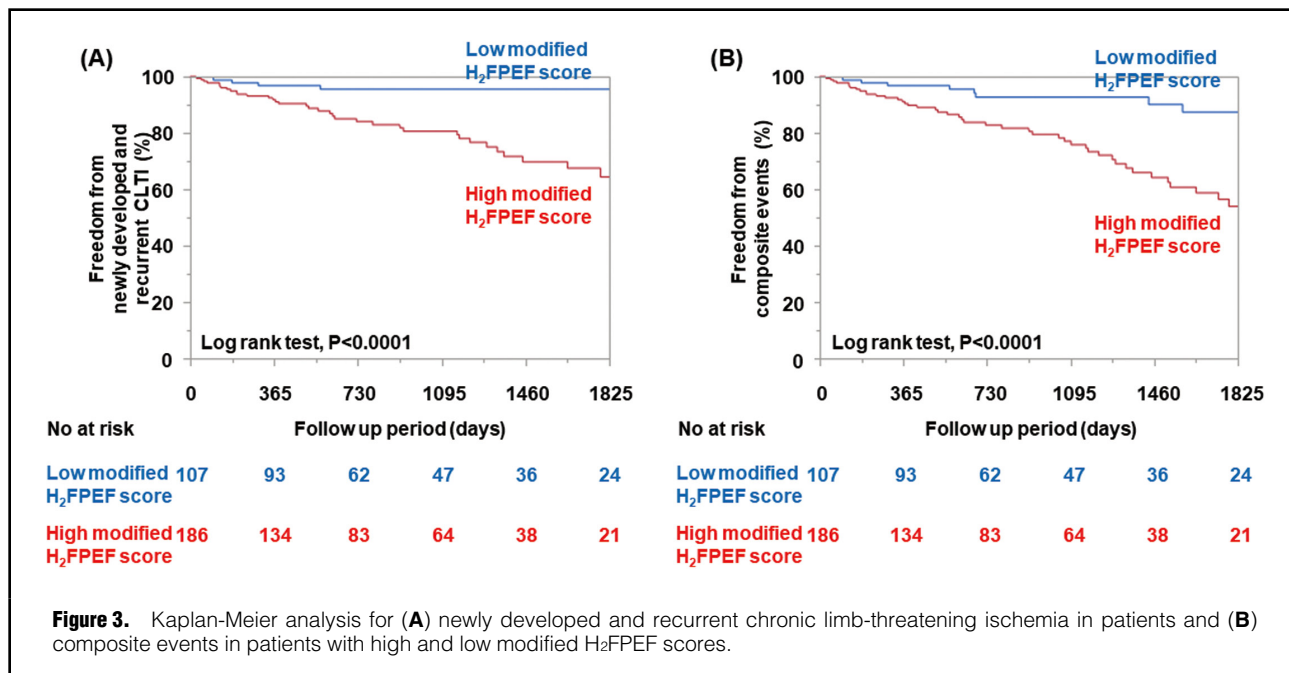 (A)
Low modified
H₂FPEF score
Freedom from
newly developed and
recurrent CLTI (%)
100
80
60
40
20
0
High modified
H₂FPEF score
Log rank test, P<0.0001
0 365 730 1095 1460 1825
No at risk Follow up period (days)
Low modified 107 93 62 47 36 24
H₂FPEF score
High modified 186 134 83 64 38 21
H₂FPEF score
(B)
Low modified
H₂FPEF score
Freedom from
composite events (%)
100
80
60
40
20
0
High modified
H₂FPEF score
Log rank test, P<0.0001
0 365 730 1095 1460 1825
No at risk Follow up period (days)
Low modified 107 93 62 47 36 24
H₂FPEF score
High modified 186 134 83 64 38 21
H₂FPEF score
Figure 3. Kaplan-Meier analysis for (A) newly developed and recurrent chronic limb-threatening ischemia in patients and (B)
composite events in patients with high and low modified H₂FPEF scores.